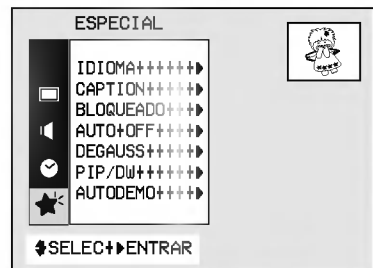 ESPECIAL
IDIOMA++++++▶
CAPTION+++++▶
BLOQUEADO+++▶
AUTO+OFF++++▶
DEGAUSS+++++▶
PIP/DW++++++▶
AUTODEMO++++▶
♦SELEC+▶ENTRAR